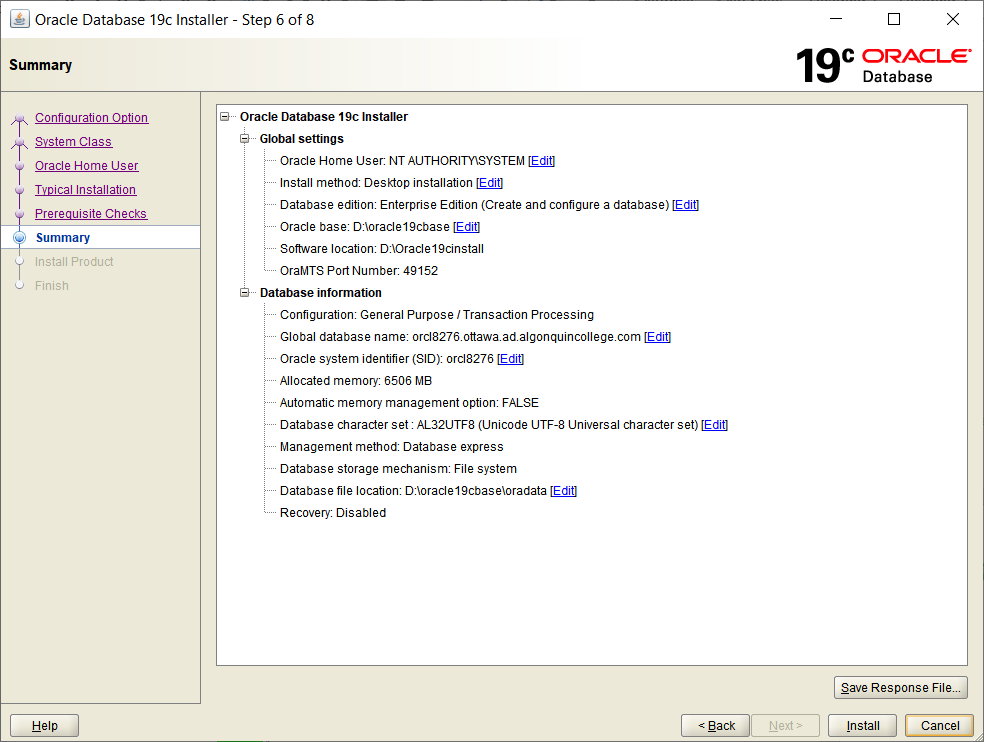 Oracle Database 19c Installer - Step 6 of 8
Summary
19c ORACLE
Database
Configuration Option
System Class
Oracle Home User
Typical Installation
Prerequisite Checks
Summary
Install Product
Finish
Oracle Database 19c Installer
Global settings
Oracle Home User: NT AUTHORITY\SYSTEM [Edit]
Install method: Desktop installation [Edit]
Database edition: Enterprise Edition (Create and configure a database) [Edit]
Oracle base: D:\oracle19cbase [Edit]
Software location: D:\Oracle19cinstall
OraMTS Port Number: 49152
Database information
Configuration: General Purpose / Transaction Processing
Global database name: orcl8276.ottawa.ad.algonquincollege.com [Edit]
Oracle system identifier (SID): orcl8276 [Edit]
Allocated memory: 6506 MB
Automatic memory management option: FALSE
Database character set : AL32UTF8 (Unicode UTF-8 Universal character set) [Edit]
Management method: Database express
Database storage mechanism: File system
Database file location: D:\oracle19cbase\oradata [Edit]
Recovery: Disabled
Save Response File...
Help
< Back
Next >
Install
Cancel